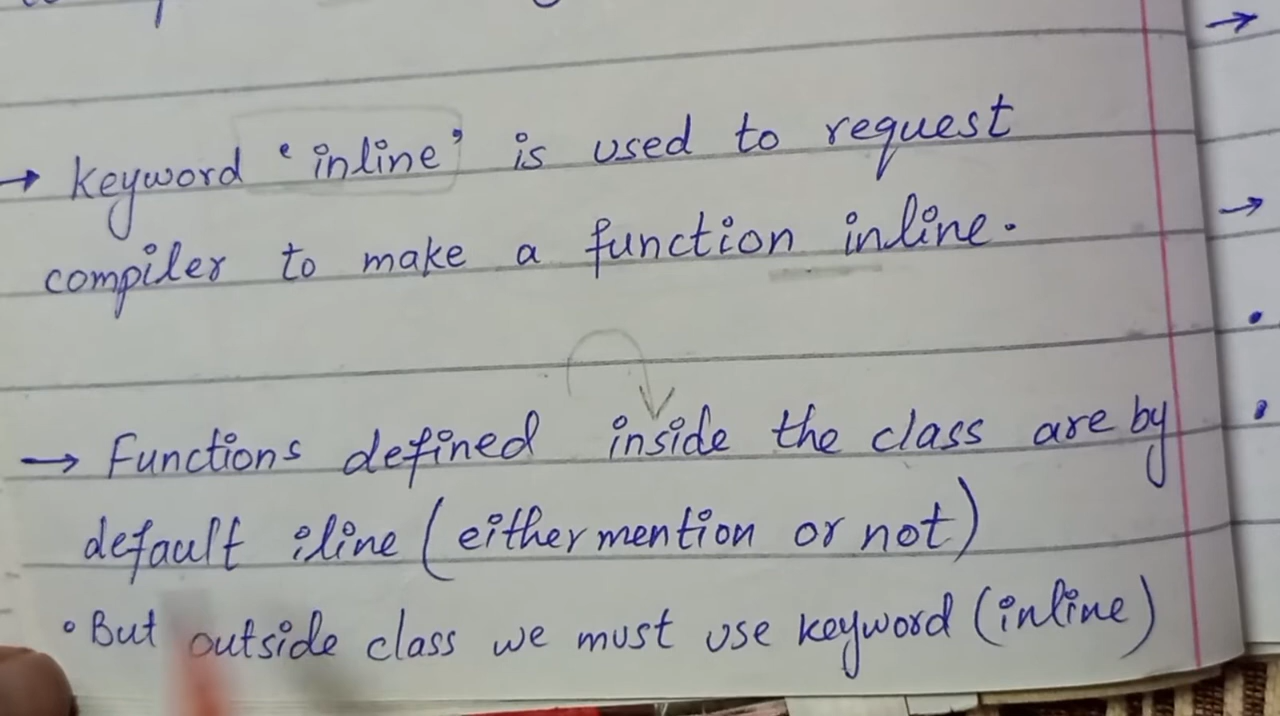 → keyword 'inline' is used to request
compiler to make a function inline.
→ Functions defined inside the class are by
default iline (either mention or not)
• But outside class we must use keyword (inline)